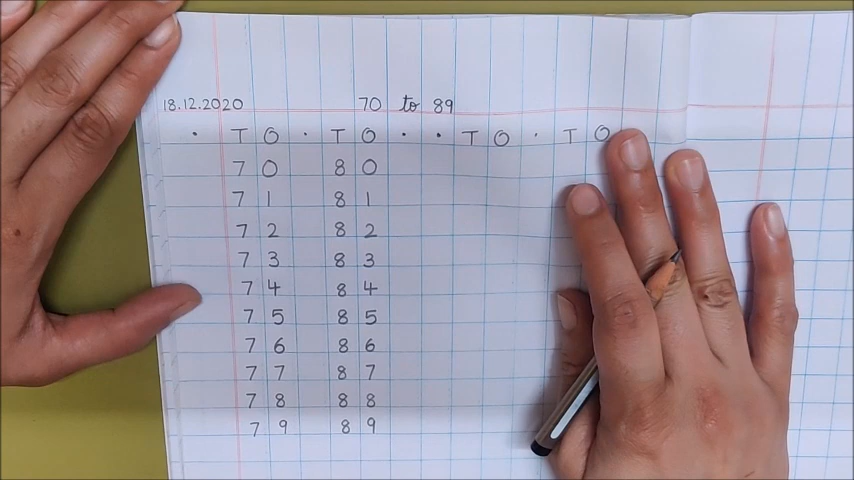 18.12.2020 70 to 89
. T O . T O . . T O . T O
7 0 8 0
7 1 8 1
7 2 8 2
7 3 8 3
7 4 8 4
7 5 8 5
7 6 8 6
7 7 8 7
7 8 8 8
7 9 8 9